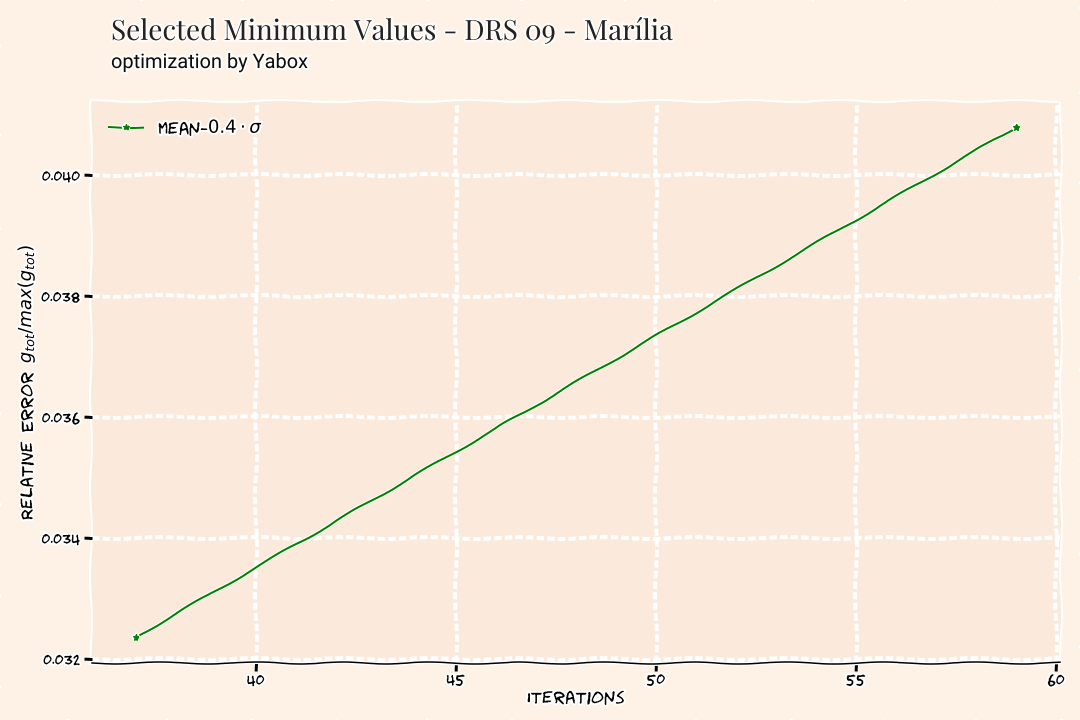 Selected Minimum Values - DRS 09 - Marília
optimization by Yabox
MEAN-0.4 · σ
0.040
0.038
0.036
0.034
0.032
RELATIVE ERROR g_tot/max(g_tot)
40 45 50 55 60
ITERATIONS